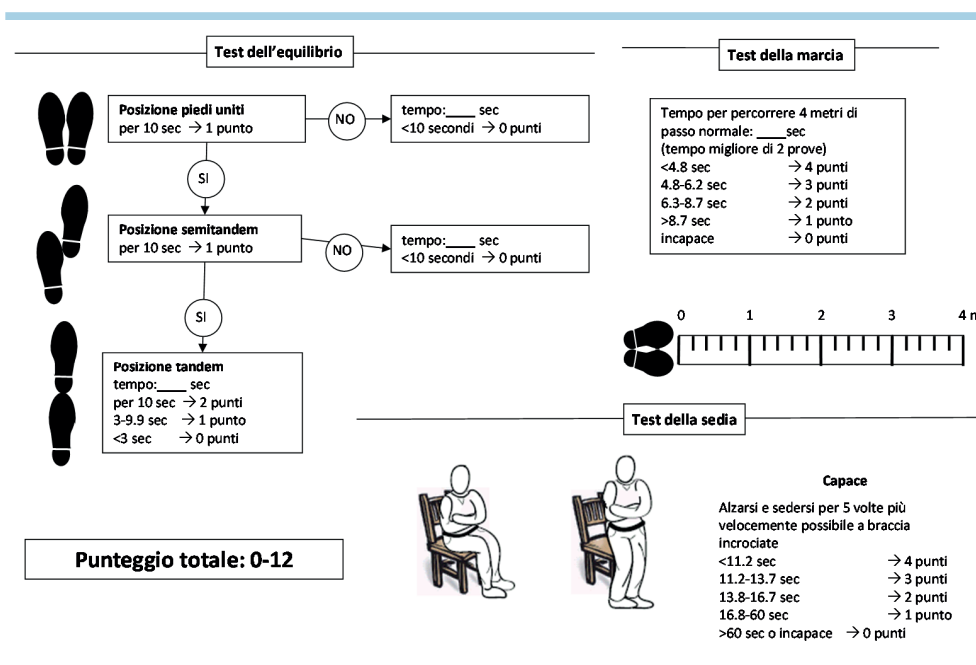 Test dell'equilibrio
Posizione piedi uniti
per 10 sec → 1 punto
NO
tempo:____ sec
<10 secondi → 0 punti
SI
Posizione semitandem
per 10 sec → 1 punto
NO
tempo:____ sec
<10 secondi → 0 punti
SI
Posizione tandem
tempo:____ sec
per 10 sec → 2 punti
3-9.9 sec → 1 punto
<3 sec → 0 punti
Punteggio totale: 0-12
Test della marcia
Tempo per percorrere 4 metri di
passo normale: ____sec
(tempo migliore di 2 prove)
<4.8 sec → 4 punti
4.8-6.2 sec → 3 punti
6.3-8.7 sec → 2 punti
>8.7 sec → 1 punto
incapace → 0 punti
0 1 2 3 4
Test della sedia
Capace
Alzarsi e sedersi per 5 volte più
velocemente possibile a braccia
incrociate
<11.2 sec → 4 punti
11.2-13.7 sec → 3 punti
13.8-16.7 sec → 2 punti
16.8-60 sec → 1 punto
>60 sec o incapace → 0 punti